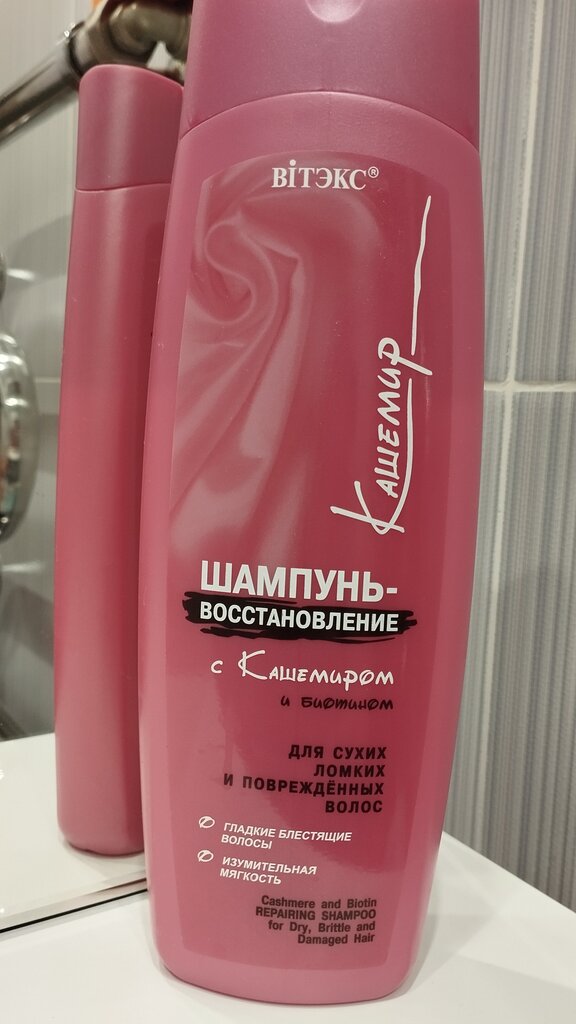 ВіТЭКС®
Кашемир
ШАМПУНЬ-
ВОССТАНОВЛЕНИЕ
с Кашемиром
и биотином
ДЛЯ СУХИХ
ЛОМКИХ
И ПОВРЕЖДЁННЫХ
ВОЛОС
ГЛАДКИЕ БЛЕСТЯЩИЕ
ВОЛОСЫ
ИЗУМИТЕЛЬНАЯ
МЯГКОСТЬ
Cashmere and Biotin
REPAIRING SHAMPOO
for Dry, Brittle and
Damaged Hair